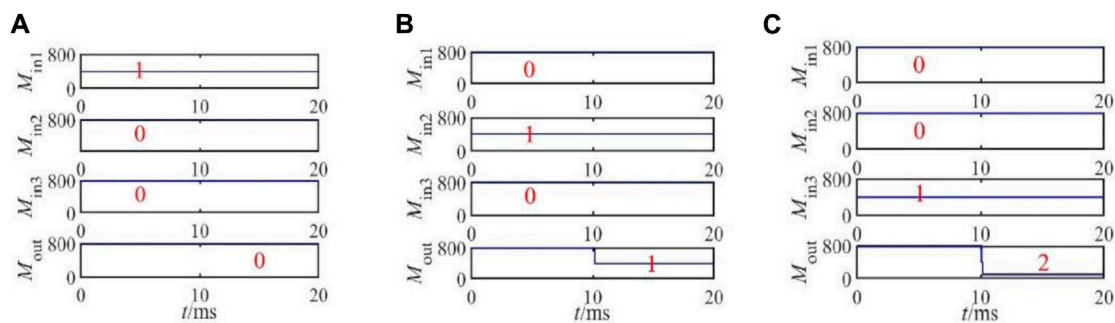 A
B
C
M_in1 800 0 1
0 10 20
M_in2 800 0 0
0 10 20
M_in3 800 0 0
0 10 20
M_out 800 0 0
0 10 20
t/ms
M_in1 800 0 0
0 10 20
M_in2 800 0 1
0 10 20
M_in3 800 0 0
0 10 20
M_out 800 0 1
0 10 20
t/ms
M_in1 800 0 0
0 10 20
M_in2 800 0 0
0 10 20
M_in3 800 0 1
0 10 20
M_out 800 0 2
0 10 20
t/ms